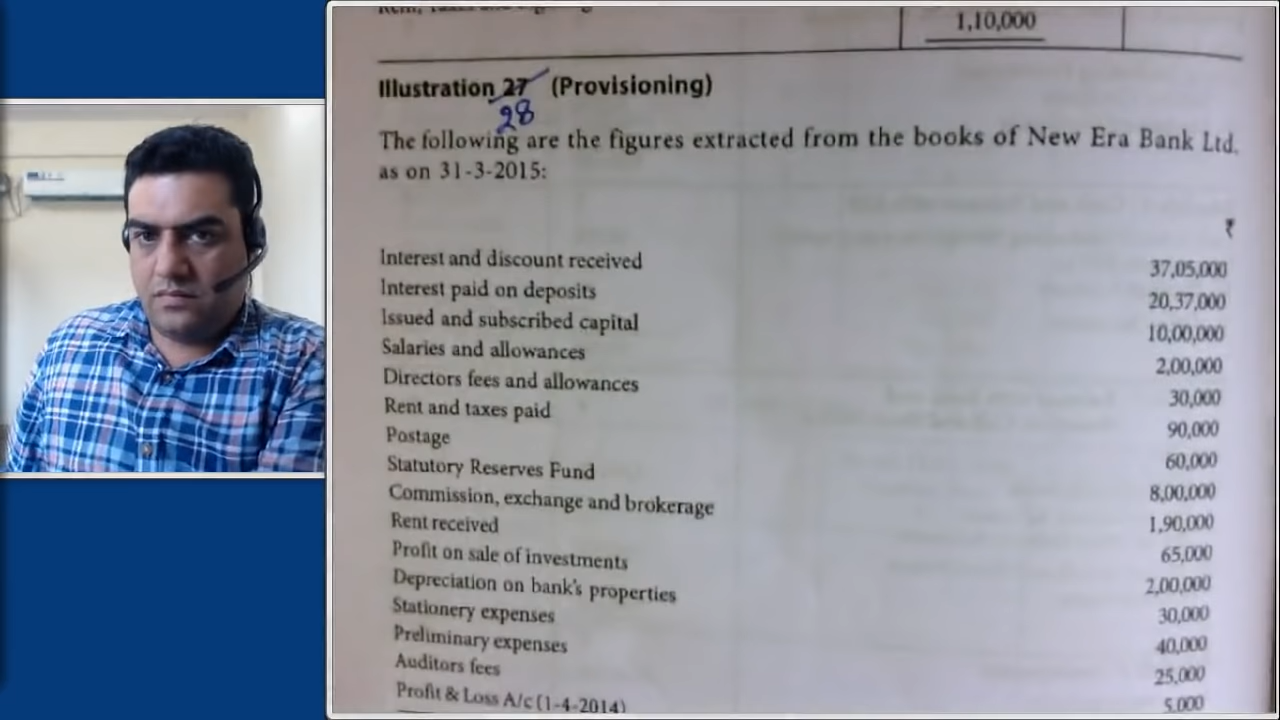 1,10,000
Illustration 27 (Provisioning)
28
The following are the figures extracted from the books of New Era Bank Ltd.
as on 31-3-2015:
₹
Interest and discount received 37,05,000
Interest paid on deposits 20,37,000
Issued and subscribed capital 10,00,000
Salaries and allowances 2,00,000
Directors fees and allowances 30,000
Rent and taxes paid 90,000
Postage 60,000
Statutory Reserves Fund 8,00,000
Commission, exchange and brokerage 1,90,000
Rent received 65,000
Profit on sale of investments 2,00,000
Depreciation on bank's properties 30,000
Stationery expenses 40,000
Preliminary expenses 25,000
Auditors fees 5,000
Profit & Loss A/c (1-4-2014)